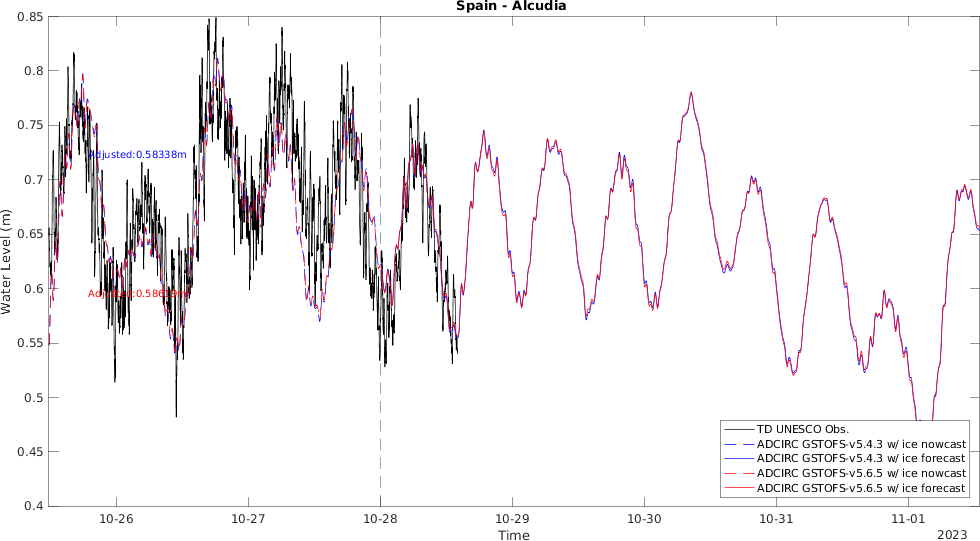 Spain - Alcudia
0.85
0.8
0.75
0.7
0.65
0.6
0.55
0.5
0.45
0.4
Water Level (m)
Adjusted:0.58338m
TD UNESCO Obs.
ADCIRC GSTOFS-v5.4.3 w/ ice nowcast
ADCIRC GSTOFS-v5.4.3 w/ ice forecast
ADCIRC GSTOFS-v5.6.5 w/ ice nowcast
ADCIRC GSTOFS-v5.6.5 w/ ice forecast
10-26 10-27 10-28 10-29 10-30 10-31 11-01
Time
2023